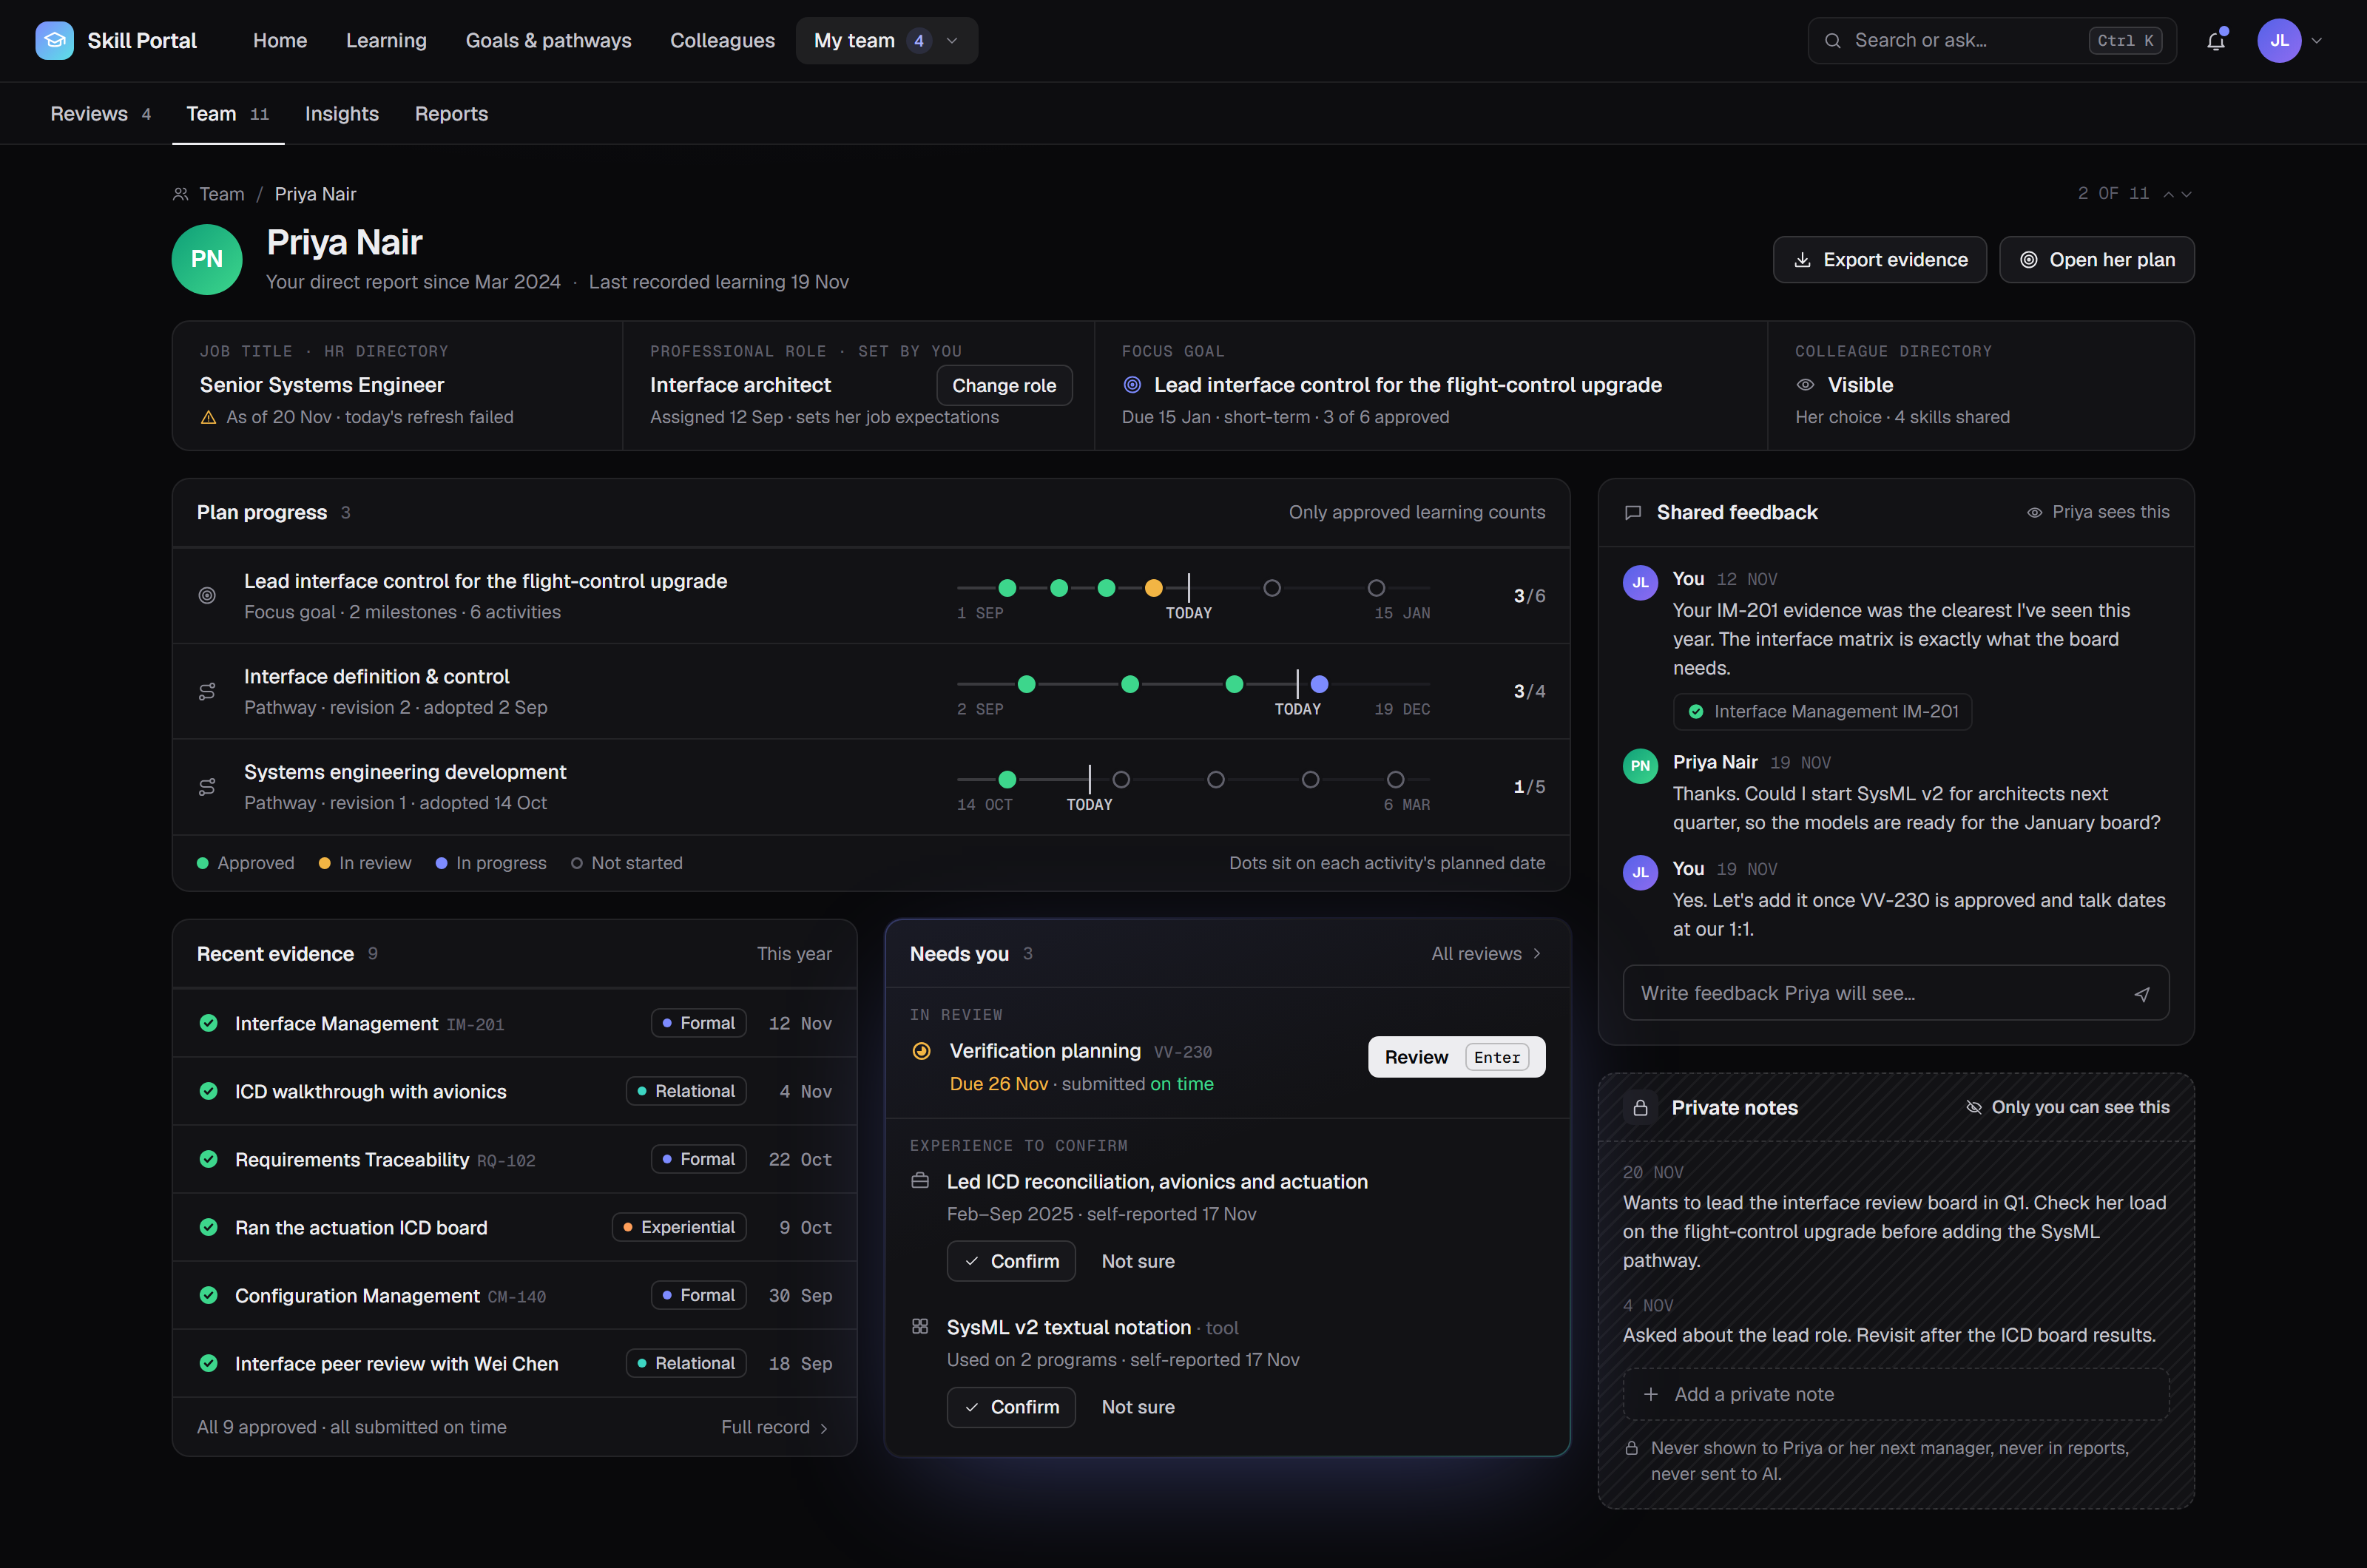 Skill Portal
Home
Learning
Goals & pathways
Colleagues
My team 4
Search or ask...
Ctrl K
JL
Reviews 4
Team 11
Insights
Reports
Team / Priya Nair
2 OF 11
PN
Priya Nair
Your direct report since Mar 2024 · Last recorded learning 19 Nov
Export evidence
Open her plan
JOB TITLE · HR DIRECTORY
Senior Systems Engineer
As of 20 Nov · today's refresh failed
PROFESSIONAL ROLE · SET BY YOU
Interface architect
Change role
Assigned 12 Sep · sets her job expectations
FOCUS GOAL
Lead interface control for the flight-control upgrade
Due 15 Jan · short-term · 3 of 6 approved
COLLEAGUE DIRECTORY
Visible
Her choice · 4 skills shared
Plan progress 3
Only approved learning counts
Lead interface control for the flight-control upgrade
Focus goal · 2 milestones · 6 activities
1 SEP
TODAY
15 JAN
3/6
Interface definition & control
Pathway · revision 2 · adopted 2 Sep
2 SEP
TODAY
19 DEC
3/4
Systems engineering development
Pathway · revision 1 · adopted 14 Oct
14 OCT
TODAY
6 MAR
1/5
Approved
In review
In progress
Not started
Dots sit on each activity's planned date
Recent evidence 9
This year
Interface Management IM-201
Formal
12 Nov
ICD walkthrough with avionics
Relational
4 Nov
Requirements Traceability RQ-102
Formal
22 Oct
Ran the actuation ICD board
Experiential
9 Oct
Configuration Management CM-140
Formal
30 Sep
Interface peer review with Wei Chen
Relational
18 Sep
All 9 approved · all submitted on time
Full record
Needs you 3
All reviews
IN REVIEW
Verification planning VV-230
Due 26 Nov · submitted on time
Review Enter
EXPERIENCE TO CONFIRM
Led ICD reconciliation, avionics and actuation
Feb–Sep 2025 · self-reported 17 Nov
Confirm
Not sure
SysML v2 textual notation · tool
Used on 2 programs · self-reported 17 Nov
Confirm
Not sure
Shared feedback
Priya sees this
JL
You 12 NOV
Your IM-201 evidence was the clearest I've seen this
year. The interface matrix is exactly what the board
needs.
Interface Management IM-201
PN
Priya Nair 19 NOV
Thanks. Could I start SysML v2 for architects next
quarter, so the models are ready for the January board?
JL
You 19 NOV
Yes. Let's add it once VV-230 is approved and talk dates
at our 1:1.
Write feedback Priya will see...
Private notes
Only you can see this
20 NOV
Wants to lead the interface review board in Q1. Check her load
on the flight-control upgrade before adding the SysML
pathway.
4 NOV
Asked about the lead role. Revisit after the ICD board results.
Add a private note
Never shown to Priya or her next manager, never in reports,
never sent to AI.